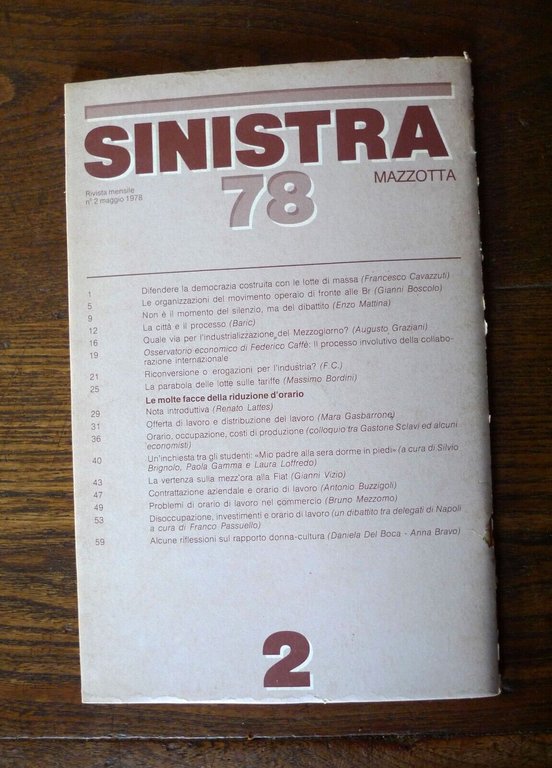 SINISTRA
78
MAZZOTTA
Rivista mensile
n° 2 maggio 1978
1 Difendere la democrazia costruita con le lotte di massa (Francesco Cavazzuti)
5 Le organizzazioni del movimento operaio di fronte alle Br (Gianni Boscolo)
9 Non è il momento del silenzio, ma del dibattito (Enzo Mattina)
12 La città e il processo (Baric)
16 Quale via per l'industrializzazione del Mezzogiorno? (Augusto Graziani)
19 Osservatorio economico di Federico Caffè: Il processo involutivo della collabo-
razione internazionale
21 Riconversione o erogazioni per l'industria? (F.C.)
25 La parabola delle lotte sulle tariffe (Massimo Bordini)
Le molte facce della riduzione d'orario
29 Nota introduttiva (Renato Lattes)
31 Offerta di lavoro e distribuzione del lavoro (Mara Gasbarrone)
36 Orario, occupazione, costi di produzione (colloquio tra Gastone Sclavi ed alcuni
economisti)
40 Un'inchiesta tra gli studenti: «Mio padre alla sera dorme in piedi» (a cura di Silvio
Brignolo, Paola Gamma e Laura Loffredo)
43 La vertenza sulla mezz'ora alla Fiat (Gianni Vizio)
47 Contrattazione aziendale e orario di lavoro (Antonio Buzzigoli)
49 Problemi di orario di lavoro nel commercio (Bruno Mezzomo)
53 Disoccupazione, investimenti e orario di lavoro (un dibattito tra delegati di Napoli
a cura di Franco Passuello)
59 Alcune riflessioni sul rapporto donna-cultura (Daniela Del Boca - Anna Bravo)
2